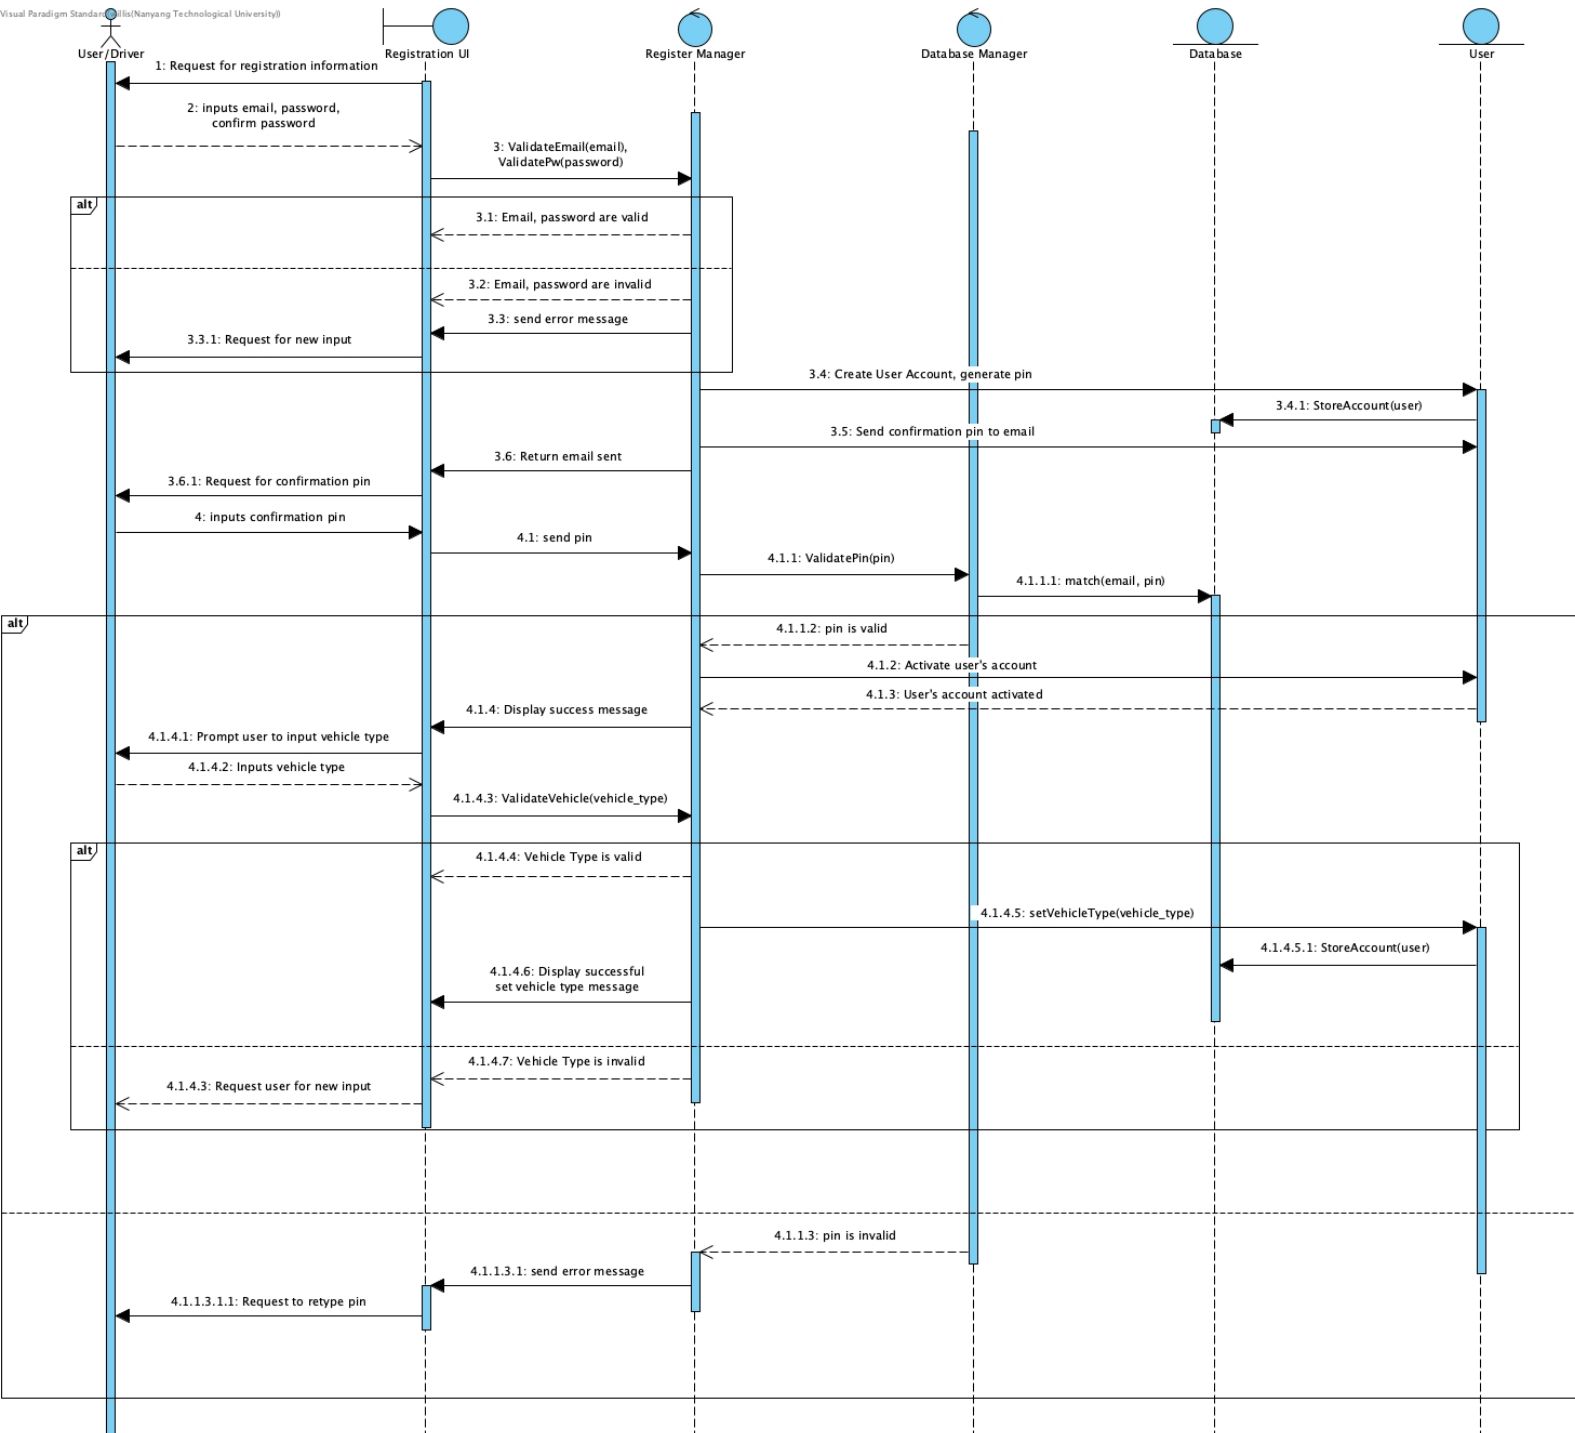 Visual Paradigm Standard
illis(Nanyang Technological University))
User/Driver
Registration UI
Register Manager
Database Manager
Database
User
1: Request for registration information
2: inputs email, password,
confirm password
3: ValidateEmail(email),
ValidatePw(password)
alt
3.1: Email, password are valid
3.2: Email, password are invalid
3.3: send error message
3.3.1: Request for new input
3.4: Create User Account, generate pin
3.4.1: StoreAccount(user)
3.5: Send confirmation pin to email
3.6: Return email sent
3.6.1: Request for confirmation pin
4: inputs confirmation pin
4.1: send pin
4.1.1: ValidatePin(pin)
4.1.1.1: match(email, pin)
alt
4.1.1.2: pin is valid
4.1.2: Activate user's account
4.1.3: User's account activated
4.1.4: Display success message
4.1.4.1: Prompt user to input vehicle type
4.1.4.2: Inputs vehicle type
4.1.4.3: ValidateVehicle(vehicle_type)
alt
4.1.4.4: Vehicle Type is valid
4.1.4.5: setVehicleType(vehicle_type)
4.1.4.5.1: StoreAccount(user)
4.1.4.6: Display successful
set vehicle type message
4.1.4.7: Vehicle Type is invalid
4.1.4.3: Request user for new input
4.1.1.3: pin is invalid
4.1.1.3.1: send error message
4.1.1.3.1.1: Request to retype pin